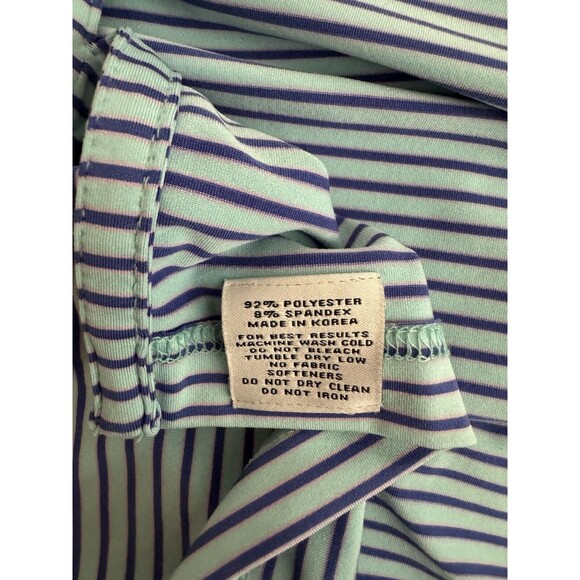 92% POLYESTER
8% SPANDEX
MADE IN KOREA
FOR BEST RESULTS
MACHINE WASH COLD
DO NOT BLEACH
TUMBLE DRY LOW
NO FABRIC
SOFTENERS
DO NOT DRY CLEAN
DO NOT IRON